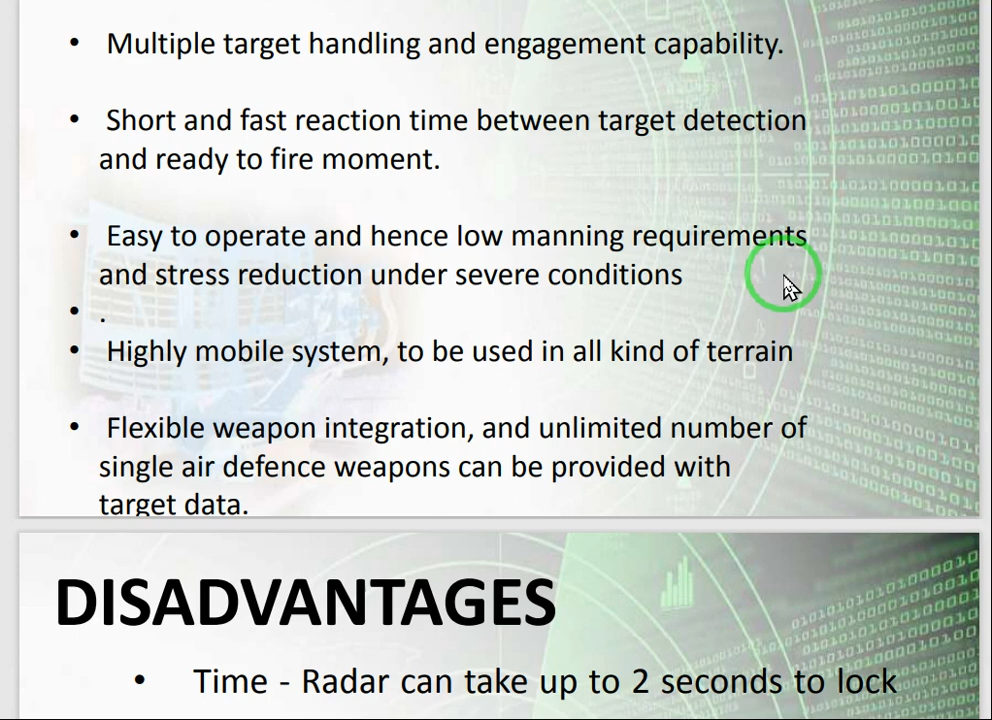 • Multiple target handling and engagement capability.
• Short and fast reaction time between target detection
and ready to fire moment.
• Easy to operate and hence low manning requirements
and stress reduction under severe conditions
• .
• Highly mobile system, to be used in all kind of terrain
• Flexible weapon integration, and unlimited number of
single air defence weapons can be provided with
target data.
DISADVANTAGES
• Time - Radar can take up to 2 seconds to lock